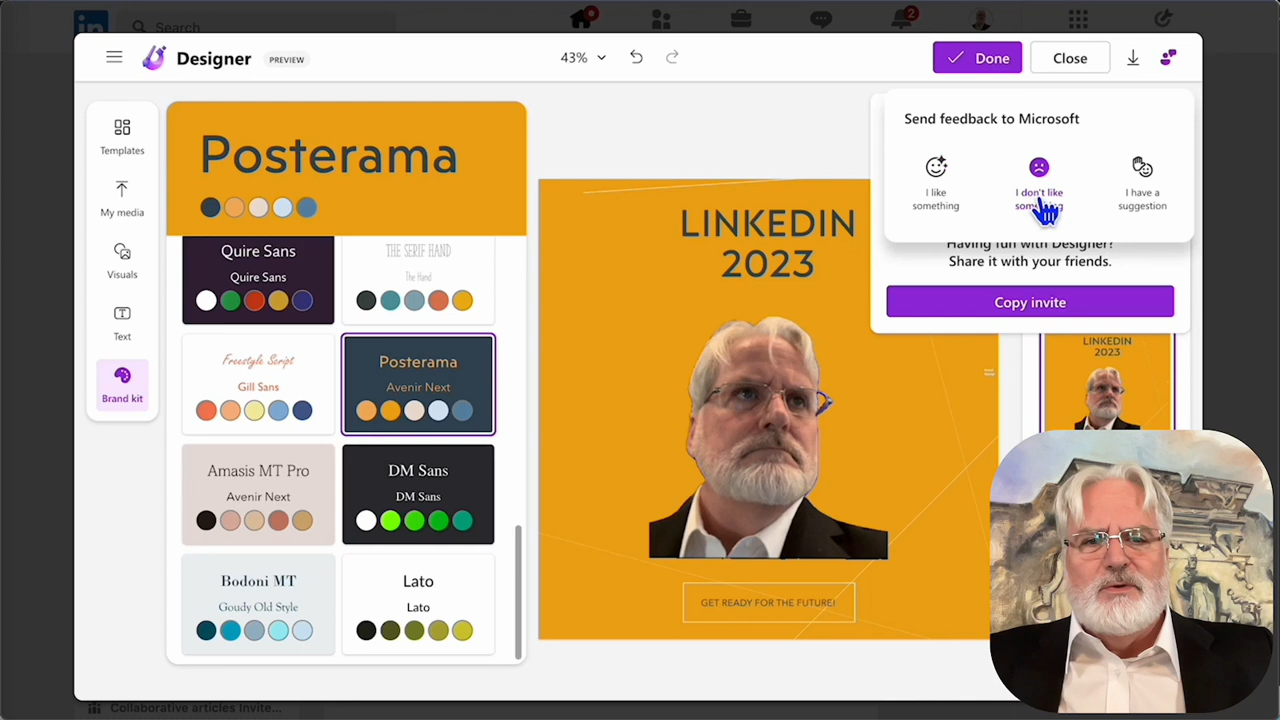 in
Search
2
Designer
PREVIEW
43%
Done
Close
Templates
My media
Visuals
Text
Brand kit
Posterama
Quire Sans
Quire Sans
THE SERIF HAND
The Hand
Freestyle Script
Gill Sans
Posterama
Avenir Next
Amasis MT Pro
Avenir Next
DM Sans
DM Sans
Bodoni MT
Goudy Old Style
Lato
Lato
LINKEDIN
2023
GET READY FOR THE FUTURE!
Send feedback to Microsoft
I like
something
I don't like
I have a
suggestion
Having fun with Designer?
Share it with your friends.
Copy invite
LINKEDIN
2023
Collaborative articles Invite...